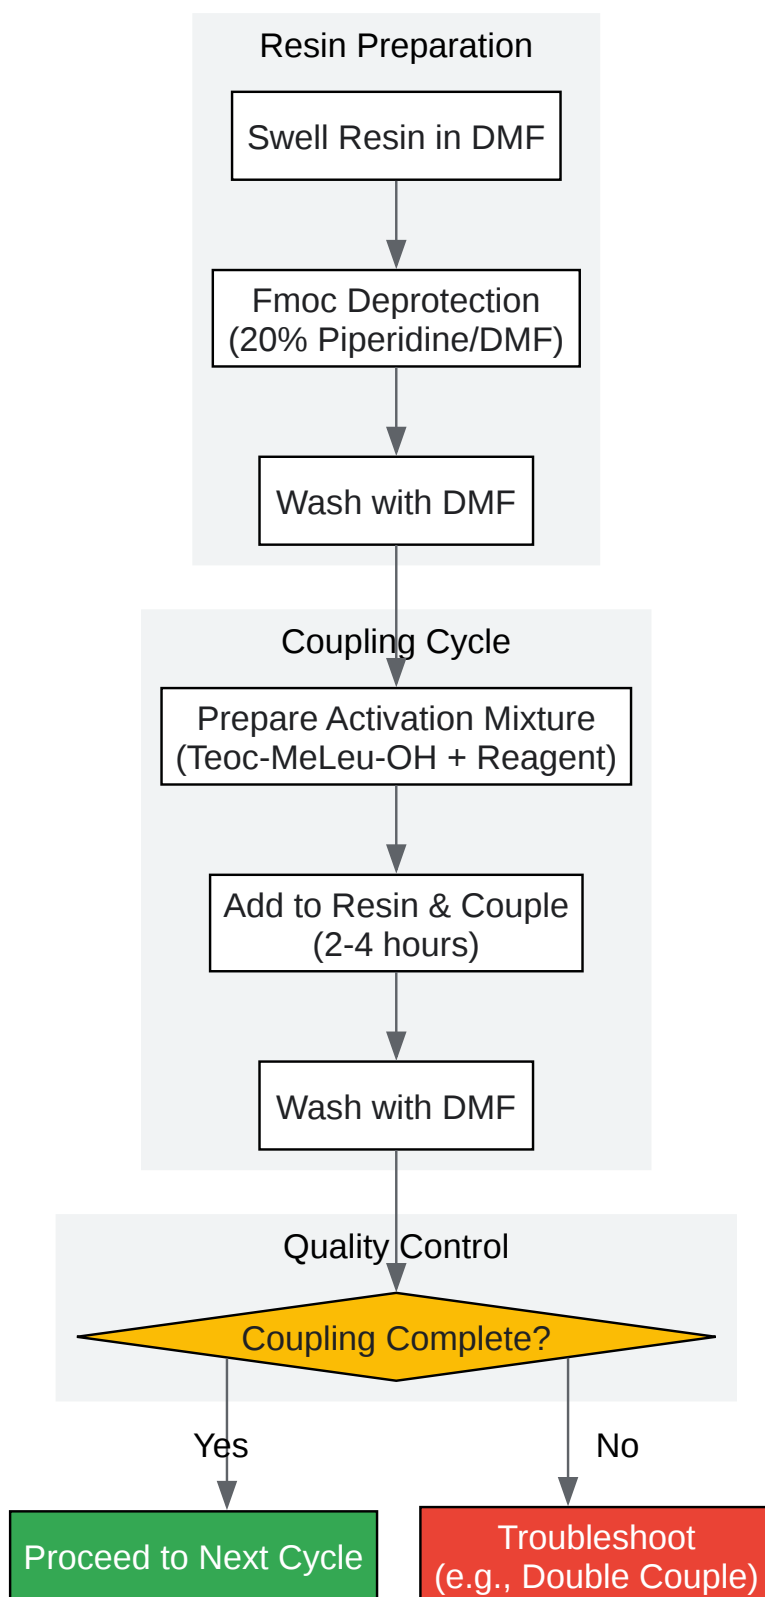 Resin Preparation
Swell Resin in DMF
Fmoc Deprotection
(20% Piperidine/DMF)
Wash with DMF
Coupling Cycle
Prepare Activation Mixture
(Teoc-MeLeu-OH + Reagent)
Add to Resin & Couple
(2-4 hours)
Wash with DMF
Quality Control
Coupling Complete?
Yes
No
Proceed to Next Cycle
Troubleshoot
(e.g., Double Couple)